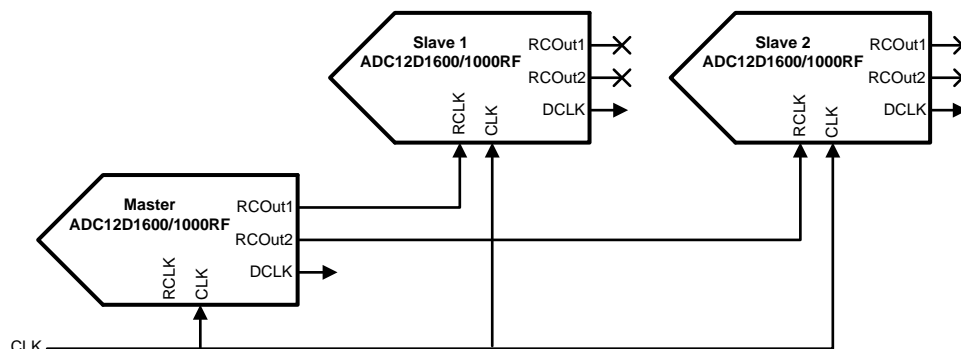 Slave 1
ADC12D1600/1000RF
RCOut1
RCOut2
DCLK
RCLK
CLK
Slave 2
ADC12D1600/1000RF
RCOut1
RCOut2
DCLK
RCLK
CLK
Master
ADC12D1600/1000RF
RCOut1
RCOut2
DCLK
RCLK
CLK
CLK